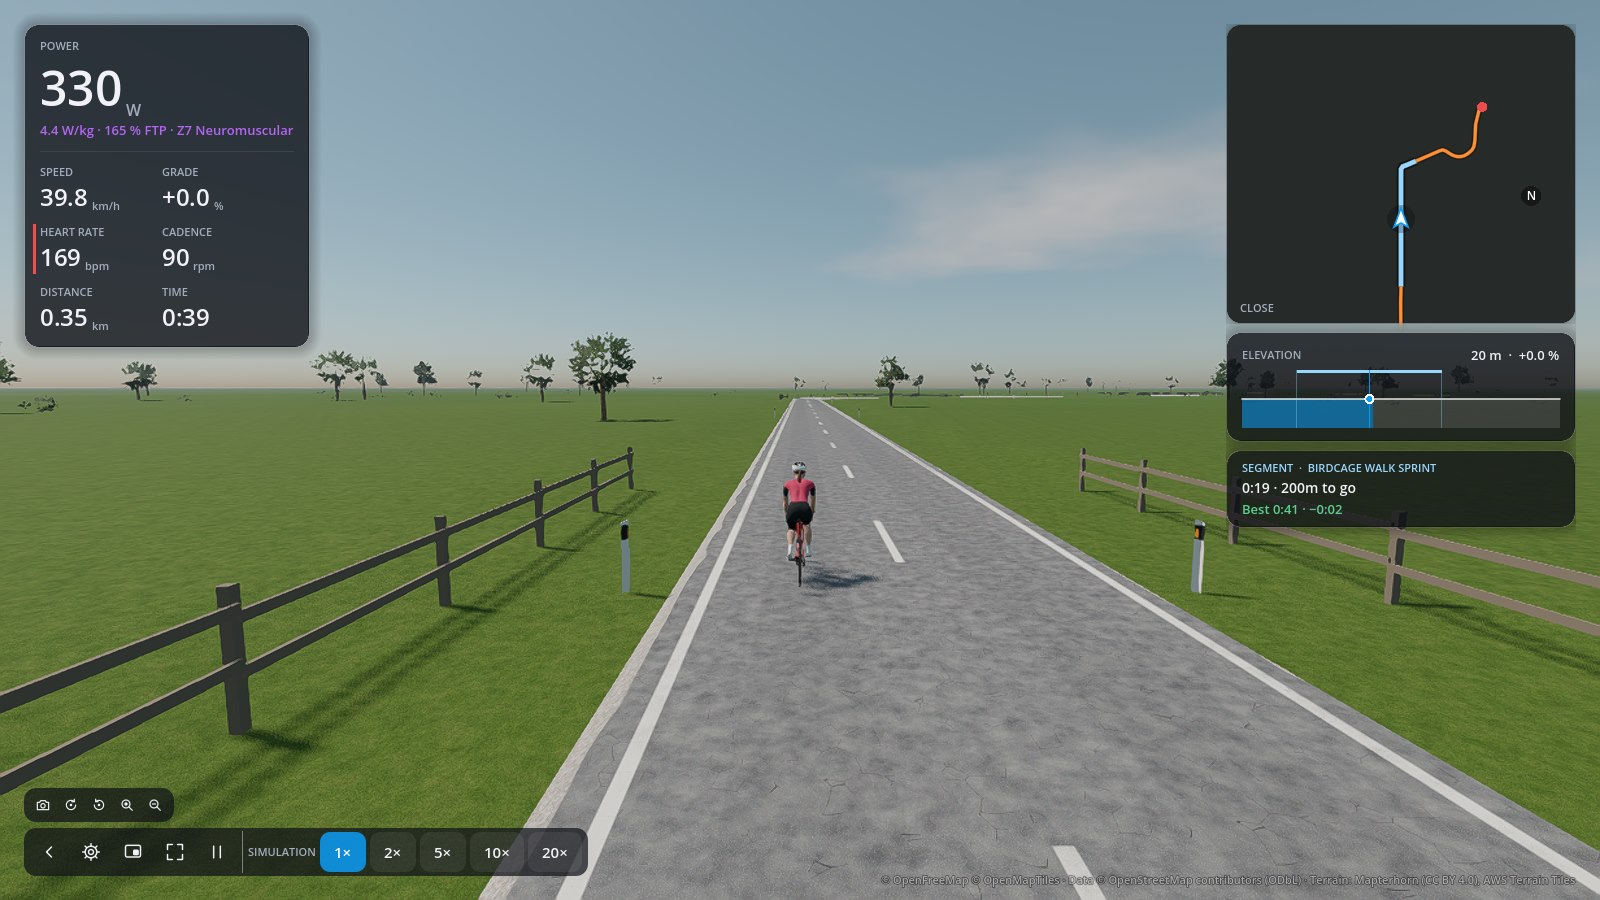 POWER
330 W
4.4 W/kg · 165 % FTP · Z7 Neuromuscular
SPEED GRADE
39.8 km/h +0.0 %
HEART RATE CADENCE
169 bpm 90 rpm
DISTANCE TIME
0.35 km 0:39
N
CLOSE
ELEVATION 20 m · +0.0 %
SEGMENT · BIRDCAGE WALK SPRINT
0:19 · 200m to go
Best 0:41 · −0:02
SIMULATION 1× 2× 5× 10× 20×
© OpenFreeMap © OpenMapTiles · Data © OpenStreetMap contributors (ODbL) · Terrain: Mapterhorn (CC BY 4.0), AWS Terrain Tiles